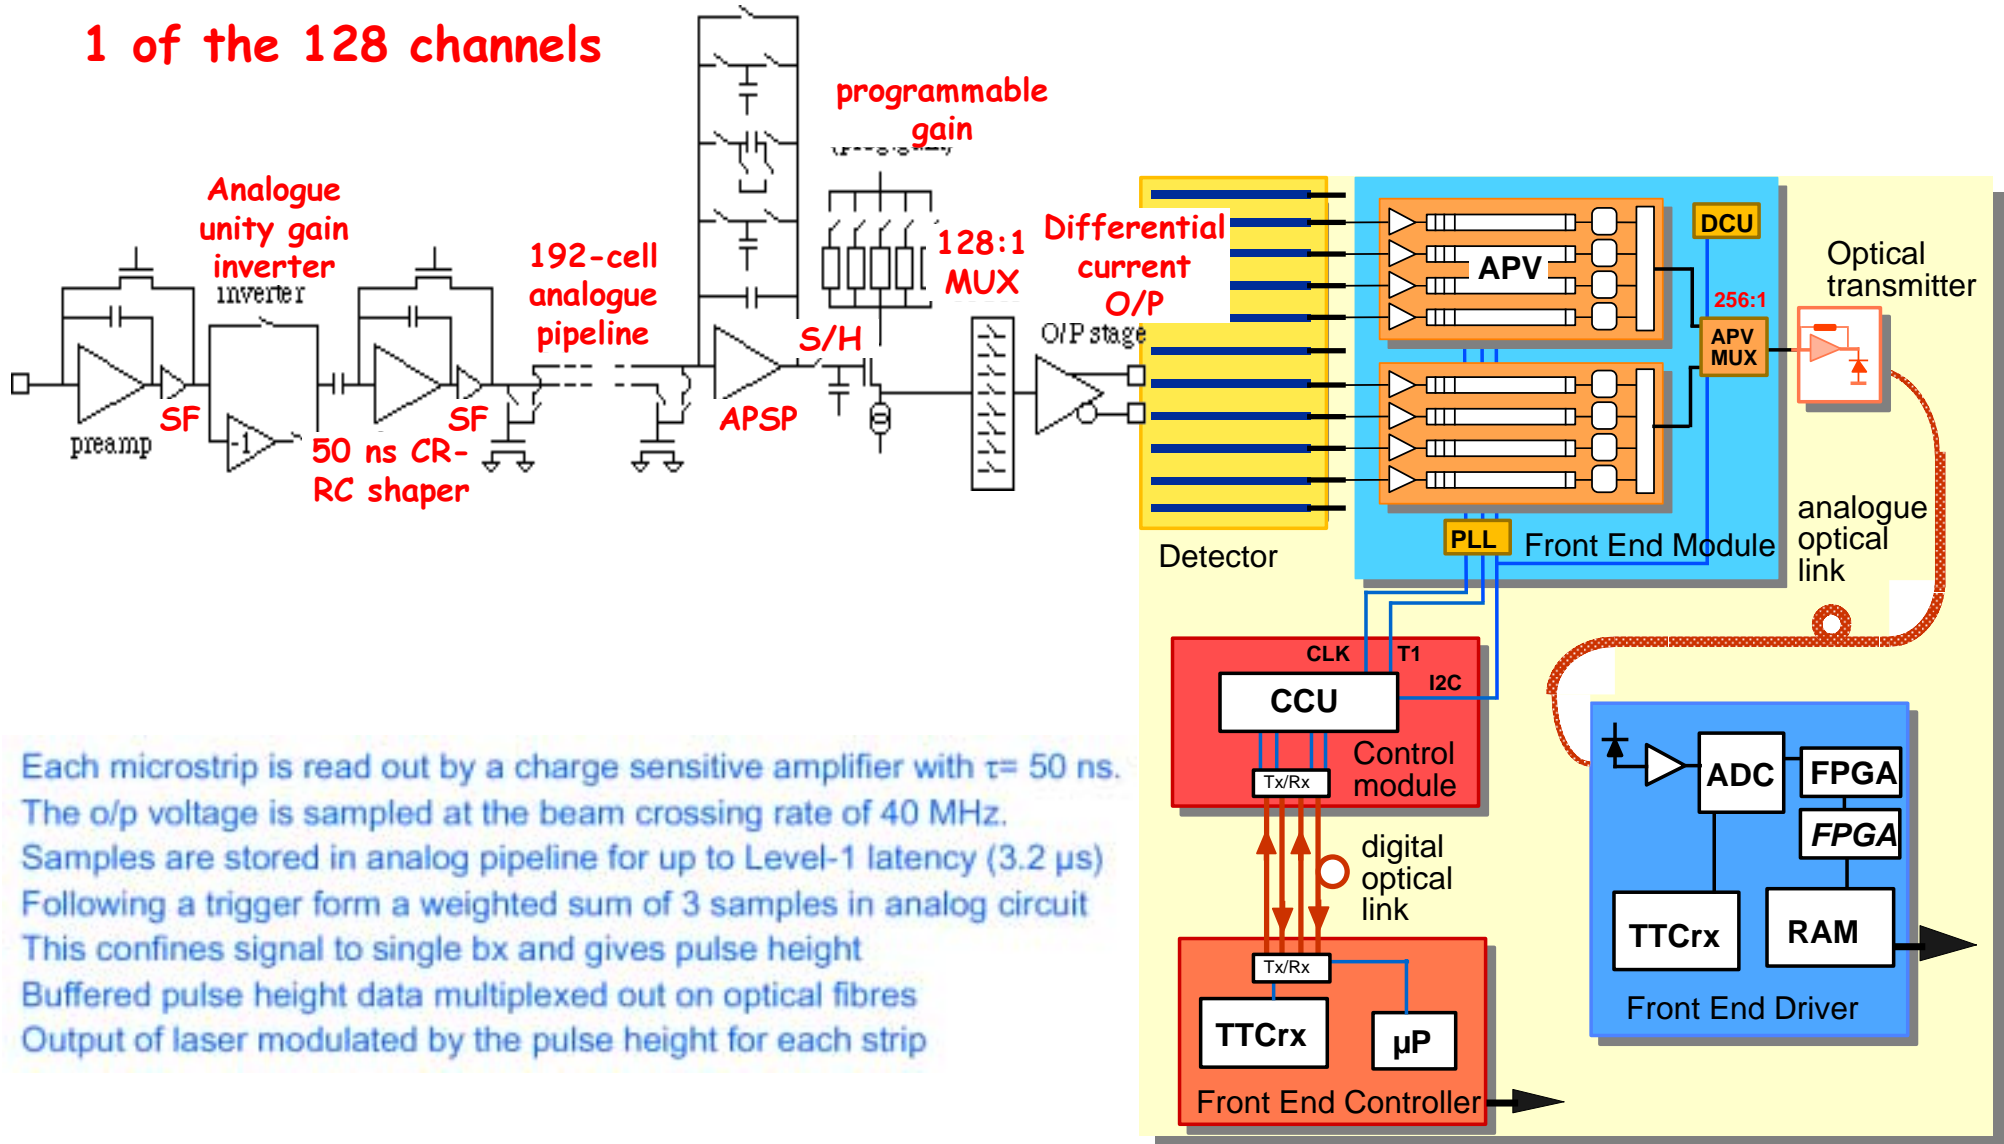 1 of the 128 channels
programmable
gain
(prog.gain)
Analogue
unity gain
inverter
inverter
192-cell
analogue
pipeline
128:1
MUX
Differential
current
O/P
S/H
O/P stage
SF
SF
APSP
preamp
-1
50 ns CR-
RC shaper
APV
DCU
256:1
APV
MUX
Optical
transmitter
PLL
Front End Module
Detector
analogue
optical
link
CLK
T1
I2C
CCU
Control
module
Tx/Rx
digital
optical
link
Tx/Rx
TTCrx
µP
Front End Controller
ADC
FPGA
FPGA
TTCrx
RAM
Front End Driver
Each microstrip is read out by a charge sensitive amplifier with τ= 50 ns.
The o/p voltage is sampled at the beam crossing rate of 40 MHz.
Samples are stored in analog pipeline for up to Level-1 latency (3.2 µs)
Following a trigger form a weighted sum of 3 samples in analog circuit
This confines signal to single bx and gives pulse height
Buffered pulse height data multiplexed out on optical fibres
Output of laser modulated by the pulse height for each strip